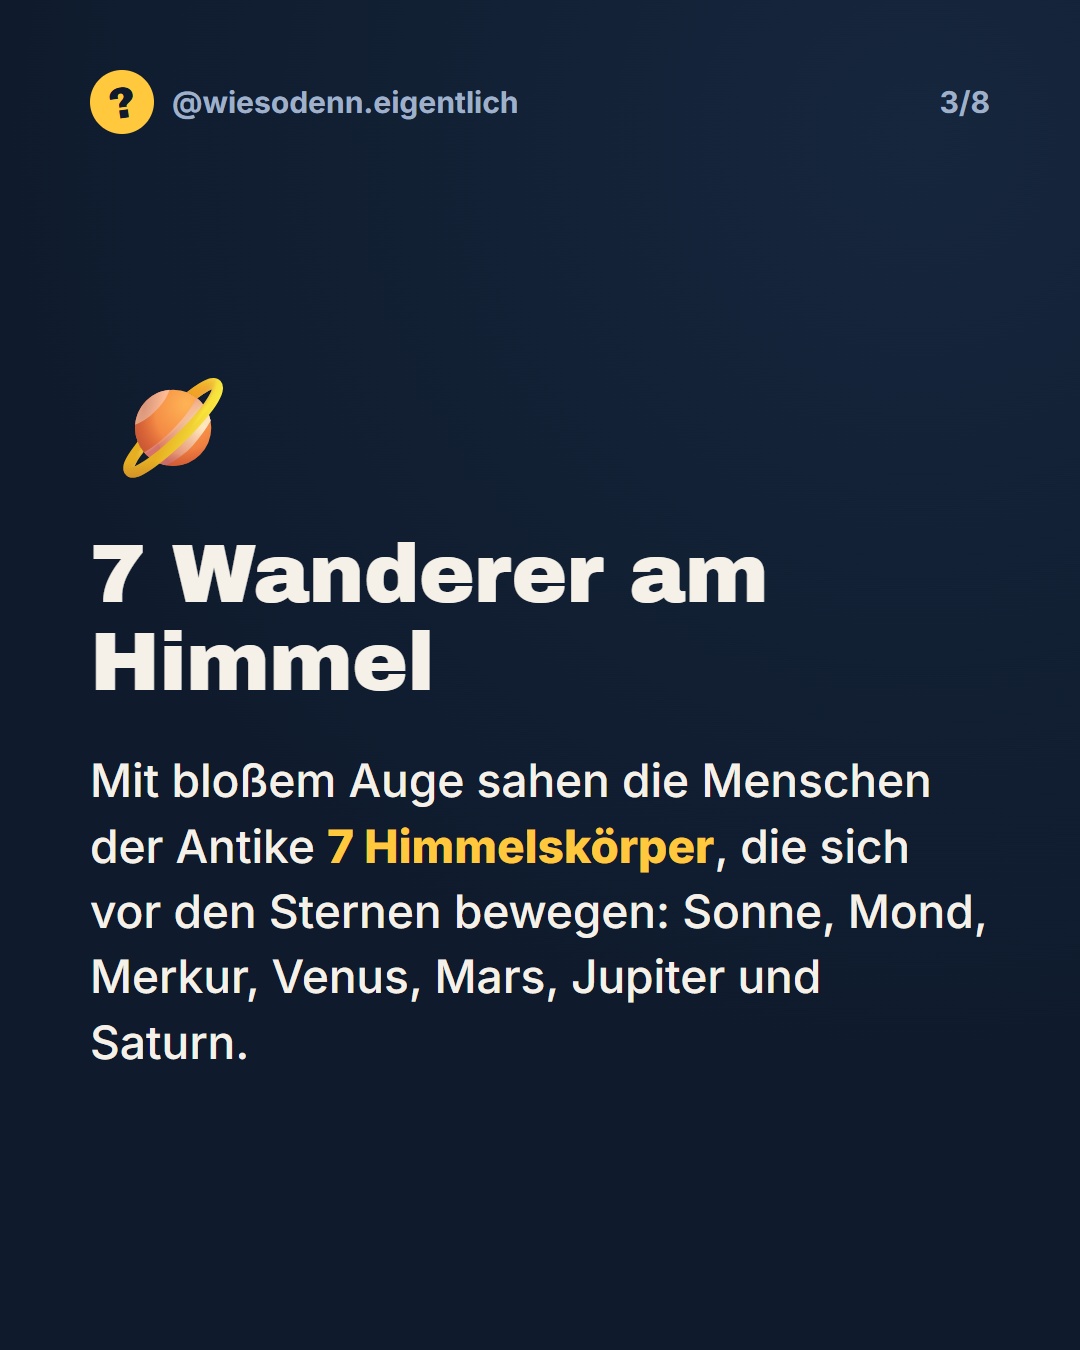 ?
@wiesodenn.eigentlich
3/8
7 Wanderer am
Himmel
Mit bloßem Auge sahen die Menschen
der Antike 7 Himmelskörper, die sich
vor den Sternen bewegen: Sonne, Mond,
Merkur, Venus, Mars, Jupiter und
Saturn.